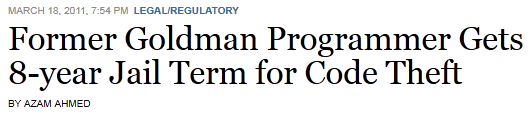 MARCH 18, 2011, 7:54 PM LEGAL/REGULATORY
Former Goldman Programmer Gets
8-year Jail Term for Code Theft
BY AZAM AHMED